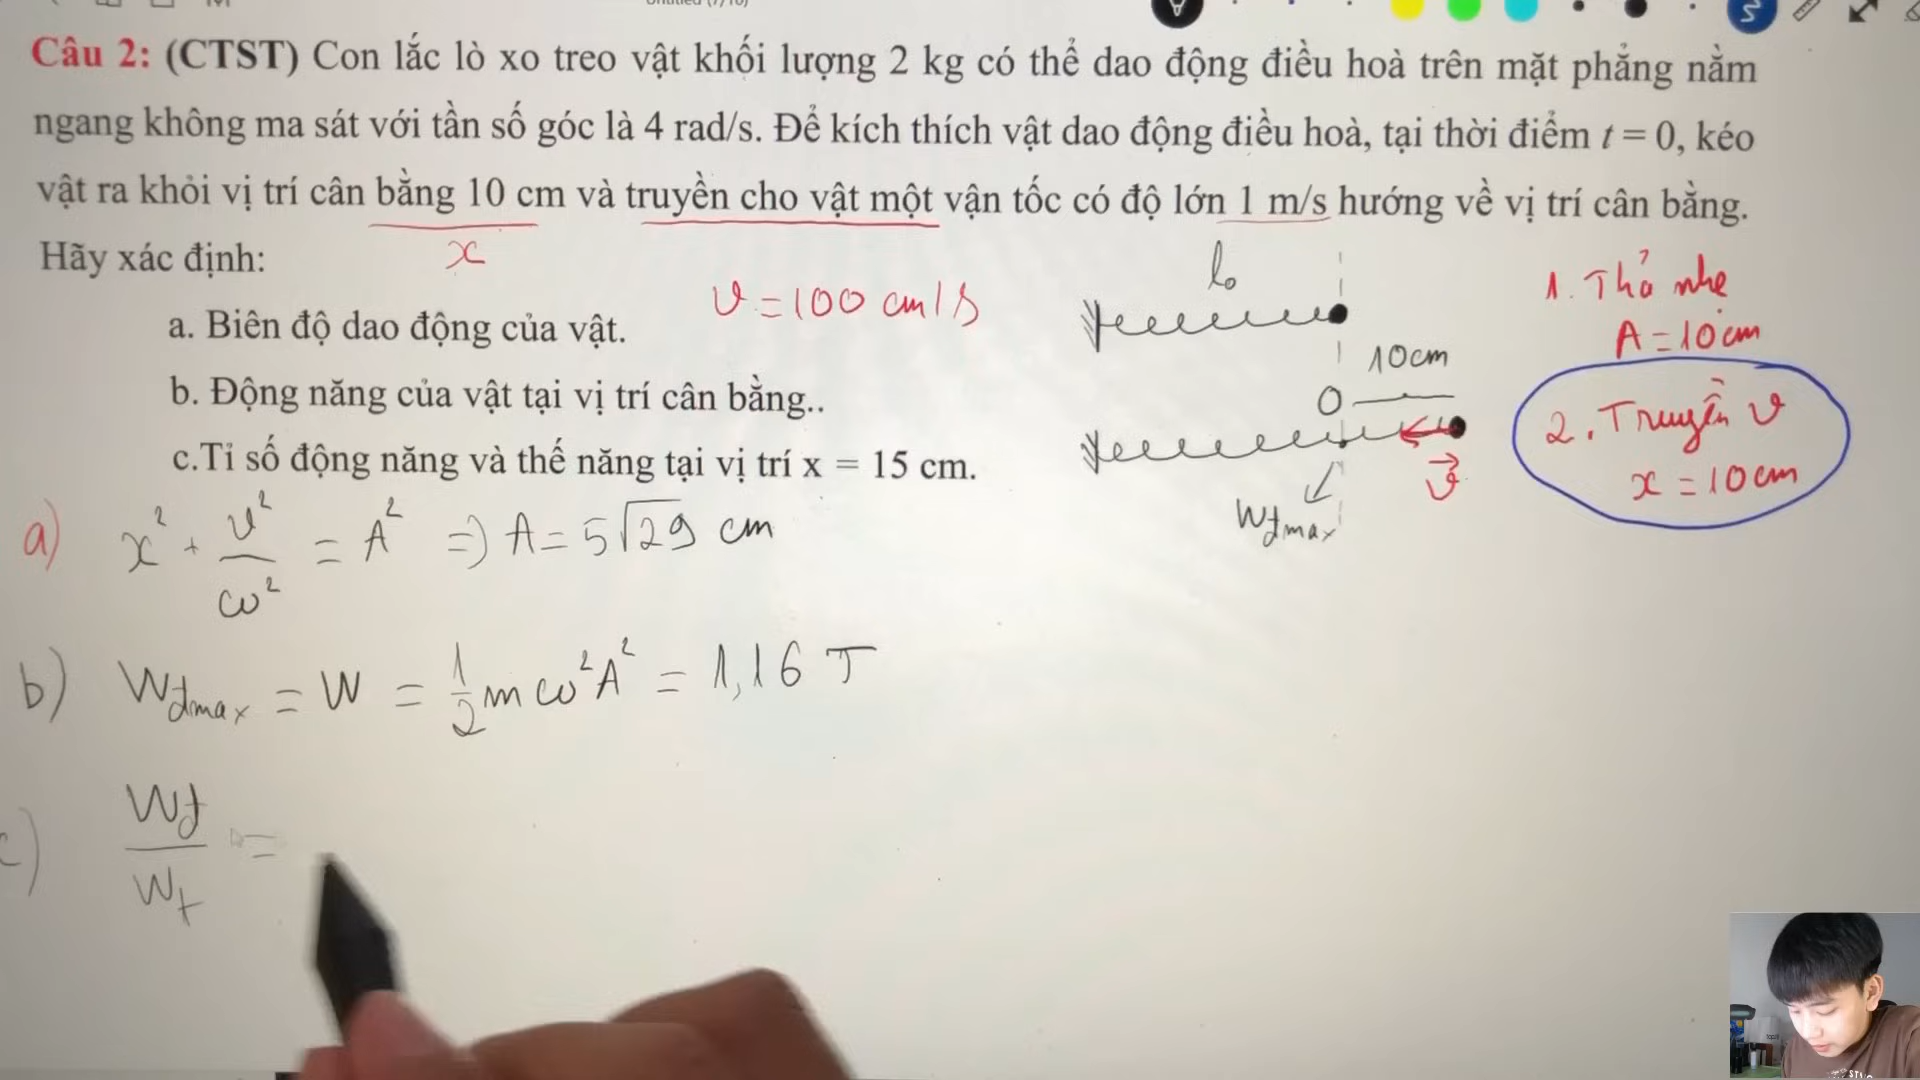 Untitled (7/10)
Câu 2: (CTST) Con lắc lò xo treo vật khối lượng 2 kg có thể dao động điều hoà trên mặt phẳng nằm
ngang không ma sát với tần số góc là 4 rad/s. Để kích thích vật dao động điều hoà, tại thời điểm t = 0, kéo
vật ra khỏi vị trí cân bằng 10 cm và truyền cho vật một vận tốc có độ lớn 1 m/s hướng về vị trí cân bằng.
Hãy xác định:
x
l₀
v = 100 cm/s
1. Thả nhẹ
A = 10cm
a. Biên độ dao động của vật.
10cm
b. Động năng của vật tại vị trí cân bằng..
O
2. Truyền v
x = 10cm
c.Tỉ số động năng và thế năng tại vị trí x = 15 cm.
v⃗
Wđmax
a) x² + v²/ω² = A² => A = 5√29 cm
b) Wđmax = W = 1/2 mω²A² = 1,16 J
c) Wđ/Wt =